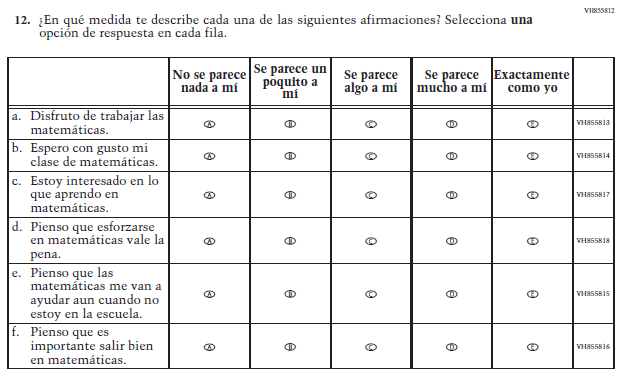 VH855812
12. ¿En qué medida te describe cada una de las siguientes afirmaciones? Selecciona una
opción de respuesta en cada fila.
No se parece nada a mí
Se parece un poquito a mí
Se parece algo a mí
Se parece mucho a mí
Exactamente como yo
a. Disfruto de trabajar las
matemáticas.
A B C D E VH855813
b. Espero con gusto mi
clase de matemáticas.
A B C D E VH855814
c. Estoy interesado en lo
que aprendo en
matemáticas.
A B C D E VH855817
d. Pienso que esforzarse
en matemáticas vale la
pena.
A B C D E VH855818
e. Pienso que las
matemáticas me van a
ayudar aun cuando no
estoy en la escuela.
A B C D E VH855815
f. Pienso que es
importante salir bien
en matemáticas.
A B C D E VH855816